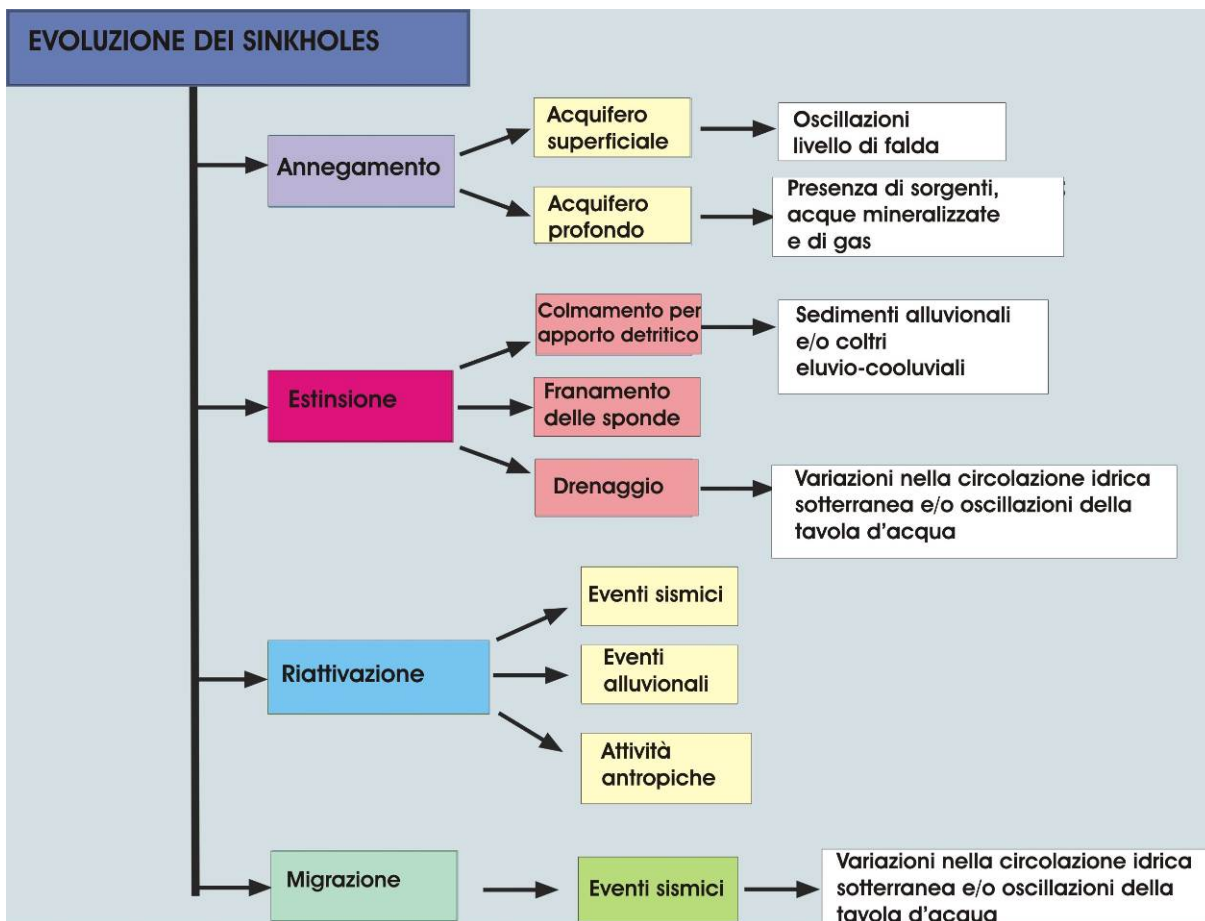 EVOLUZIONE DEI SINKHOLES
Annegamento
Acquifero
superficiale
Oscillazioni
livello di falda
Acquifero
profondo
Presenza di sorgenti,
acque mineralizzate
e di gas
Estinsione
Colmamento per
apporto detritico
Sedimenti alluvionali
e/o coltri
eluvio-cooluviali
Franamento
delle sponde
Drenaggio
Variazioni nella circolazione idrica
sotterranea e/o oscillazioni della
tavola d'acqua
Riattivazione
Eventi sismici
Eventi
alluvionali
Attività
antropiche
Migrazione
Eventi sismici
Variazioni nella circolazione idrica
sotterranea e/o oscillazioni della
tavola d'acqua